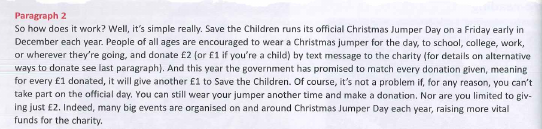 Paragraph 2
So how does it work? Well, it's simple really. Save the Children runs its official Christmas Jumper Day on a Friday early in
December each year. People of all ages are encouraged to wear a Christmas jumper for the day, to school, college, work,
or wherever they're going, and donate £2 (or £1 if you're a child) by text message to the charity (for details on alternative
ways to donate see last paragraph). And this year the government has promised to match every donation given, meaning
for every £1 donated, it will give another £1 to Save the Children. Of course, it's not a problem if, for any reason, you can't
take part on the official day. You can still wear your jumper another time and make a donation. Nor are you limited to giv-
ing just £2. Indeed, many big events are organised on and around Christmas Jumper Day each year, raising more vital
funds for the charity.